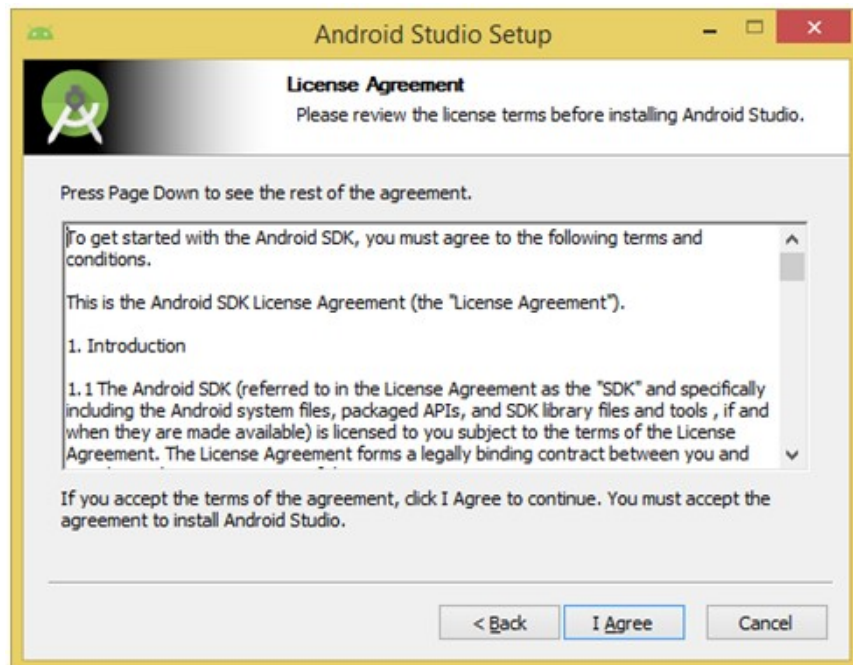 Android Studio Setup
License Agreement
Please review the license terms before installing Android Studio.
Press Page Down to see the rest of the agreement.
To get started with the Android SDK, you must agree to the following terms and
conditions.
This is the Android SDK License Agreement (the "License Agreement").
1. Introduction
1.1 The Android SDK (referred to in the License Agreement as the "SDK" and specifically
including the Android system files, packaged APIs, and SDK library files and tools , if and
when they are made available) is licensed to you subject to the terms of the License
Agreement. The License Agreement forms a legally binding contract between you and
If you accept the terms of the agreement, click I Agree to continue. You must accept the
agreement to install Android Studio.
< Back
I Agree
Cancel